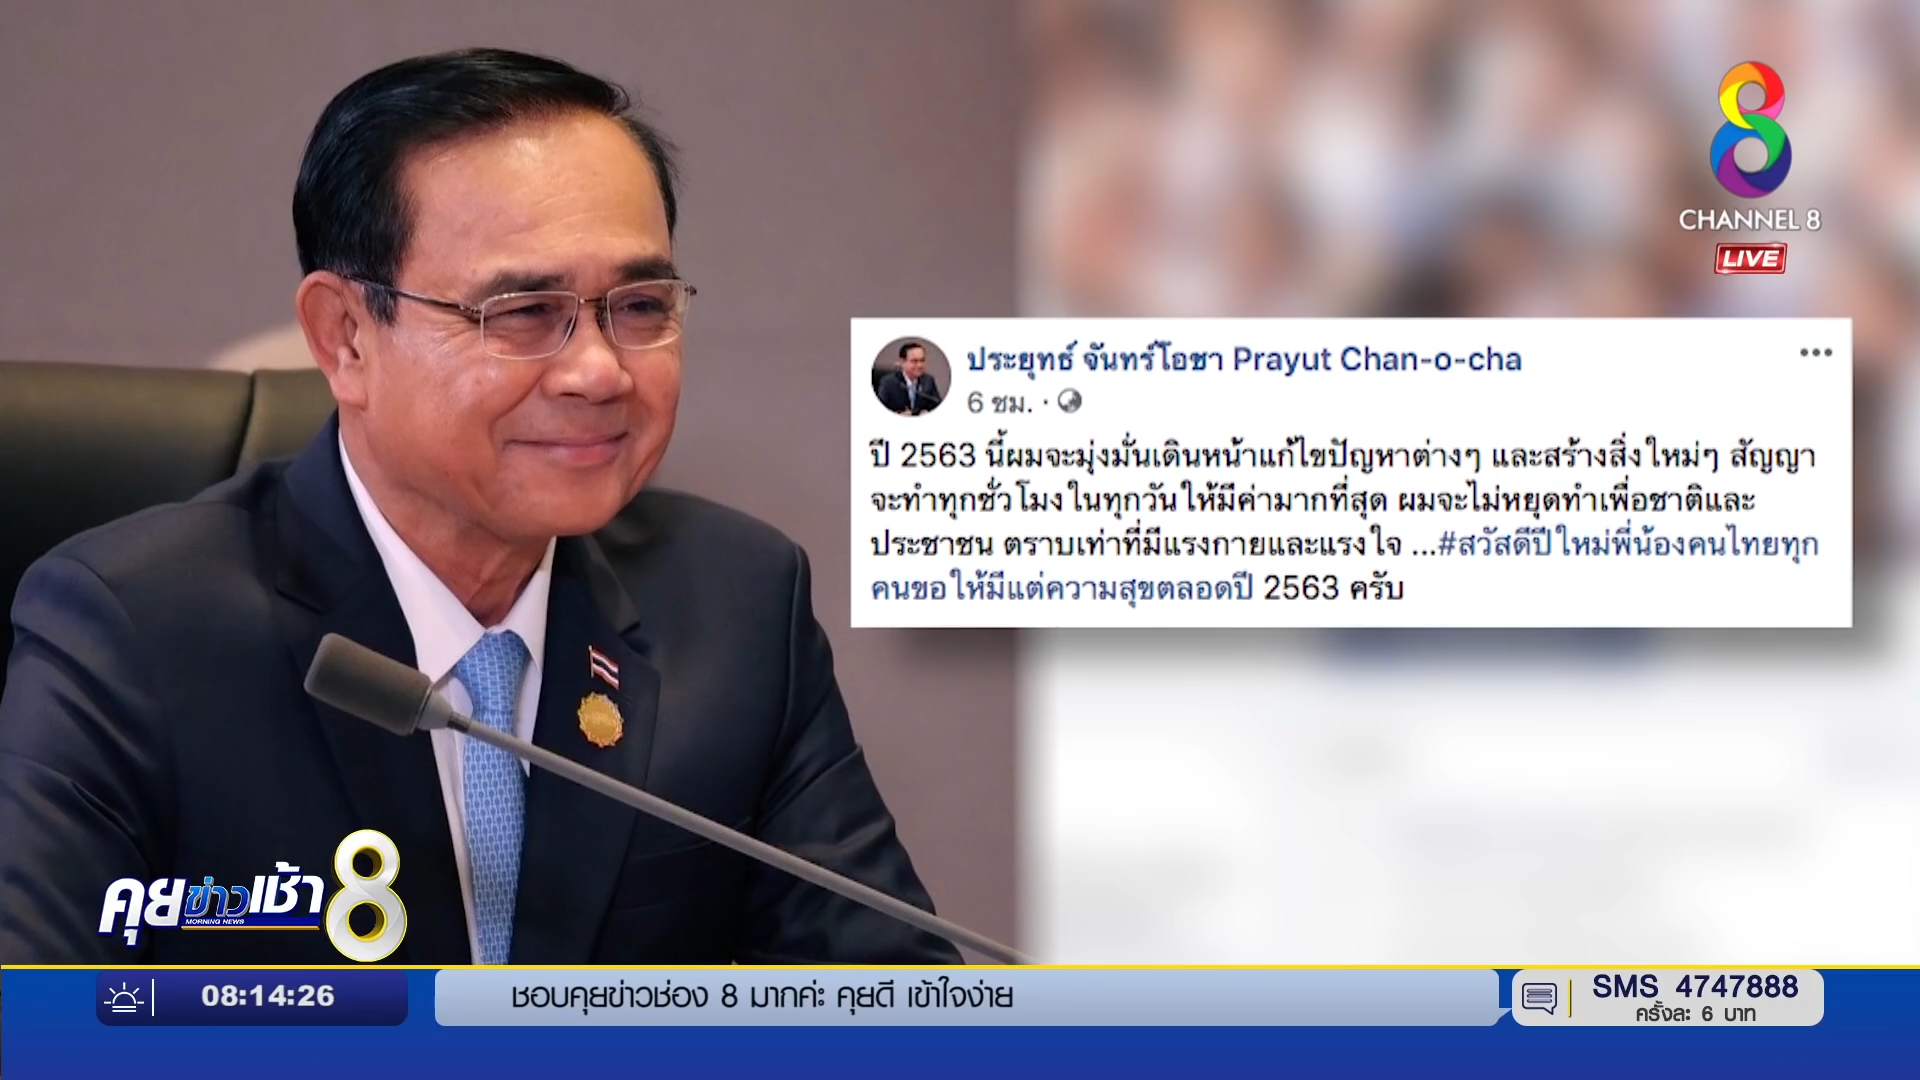 CHANNEL 8
LIVE
ประยุทธ์ จันทร์โอชา Prayut Chan-o-cha
6 ชม. ·
ปี 2563 นี้ผมจะมุ่งมั่นเดินหน้าแก้ไขปัญหาต่างๆ และสร้างสิ่งใหม่ๆ สัญญา
จะทำทุกชั่วโมงในทุกวันให้มีค่ามากที่สุด ผมจะไม่หยุดทำเพื่อชาติและ
ประชาชน ตราบเท่าที่มีแรงกายและแรงใจ ...#สวัสดีปีใหม่พี่น้องคนไทยทุก
คนขอให้มีแต่ความสุขตลอดปี 2563 ครับ
คุยข่าวเช้า 8
MORNING NEWS
08:14:26
ชอบคุยข่าวช่อง 8 มากค่ะ คุยดี เข้าใจง่าย
SMS 4747888
ครั้งละ 6 บาท